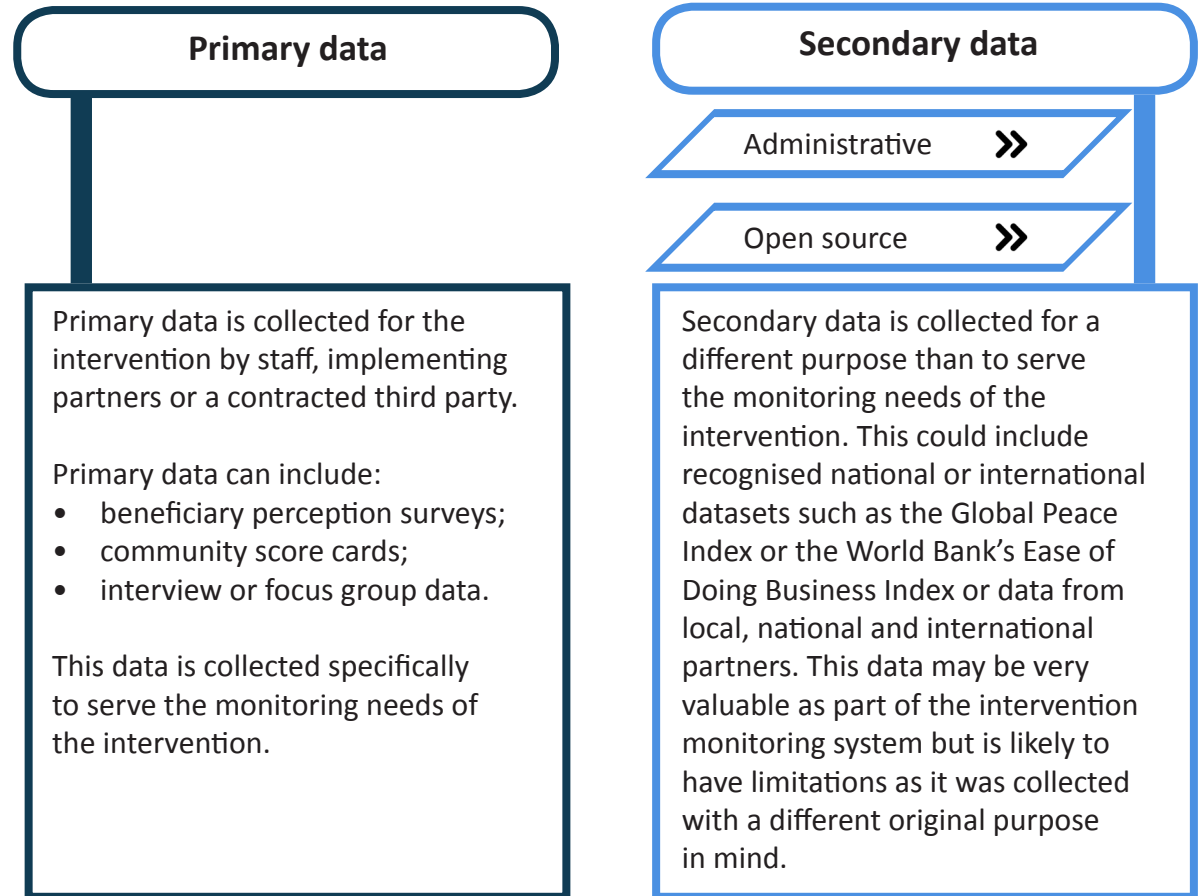 Primary data
Primary data is collected for the
intervention by staff, implementing
partners or a contracted third party.
Primary data can include:
• beneficiary perception surveys;
• community score cards;
• interview or focus group data.
This data is collected specifically
to serve the monitoring needs of
the intervention.
Secondary data
Administrative
Open source
Secondary data is collected for a
different purpose than to serve
the monitoring needs of the
intervention. This could include
recognised national or international
datasets such as the Global Peace
Index or the World Bank’s Ease of
Doing Business Index or data from
local, national and international
partners. This data may be very
valuable as part of the intervention
monitoring system but is likely to
have limitations as it was collected
with a different original purpose
in mind.